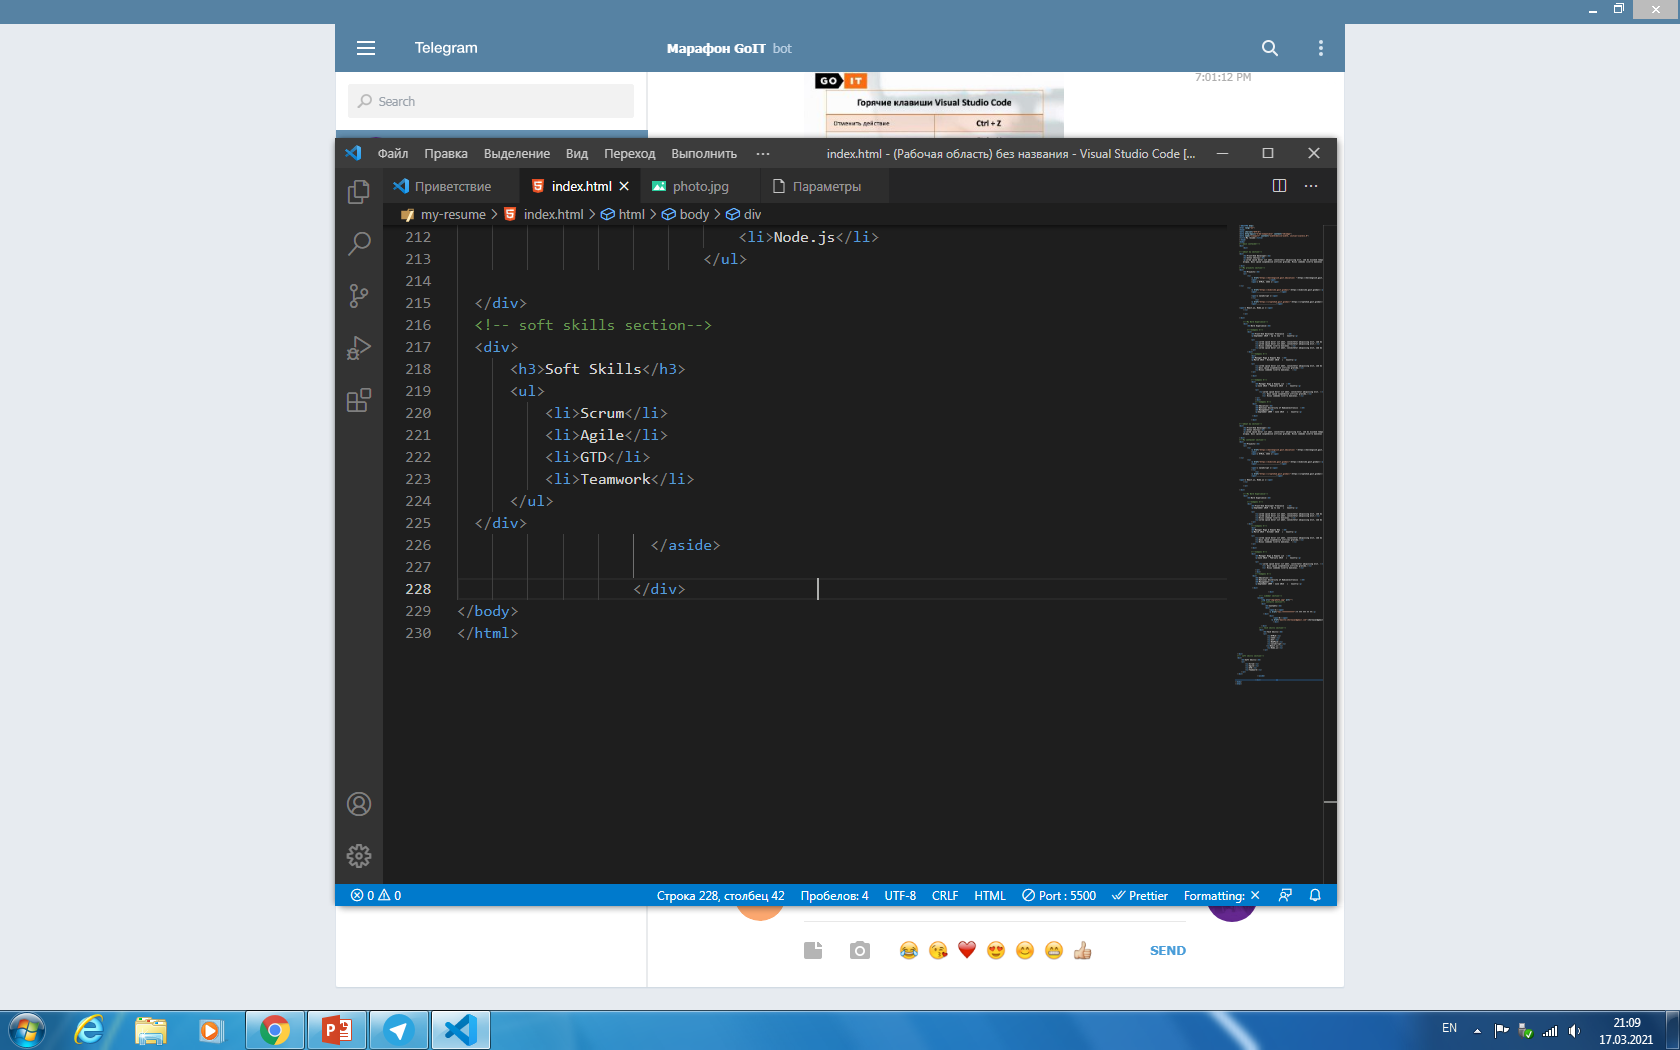 Telegram
Марафон GoIT bot
7:01:12 PM
Search
GO IT
Горячие клавиши Visual Studio Code
Отменить действие
Ctrl + Z
Файл Правка Выделение Вид Переход Выполнить ···
index.html - (Рабочая область) без названия - Visual Studio Code [...
Приветствие
index.html
photo.jpg
Параметры
my-resume > index.html > html > body > div
212 <li>Node.js</li>
213 </ul>
214
215 </div>
216 <!-- soft skills section-->
217 <div>
218 <h3>Soft Skills</h3>
219 <ul>
220 <li>Scrum</li>
221 <li>Agile</li>
222 <li>GTD</li>
223 <li>Teamwork</li>
224 </ul>
225 </div>
226 </aside>
227
228 </div>
229 </body>
230 </html>
0 0
Строка 228, столбец 42
Пробелов: 4
UTF-8
CRLF
HTML
Port : 5500
Prettier
Formatting: ×
SEND
EN
21:09
17.03.2021